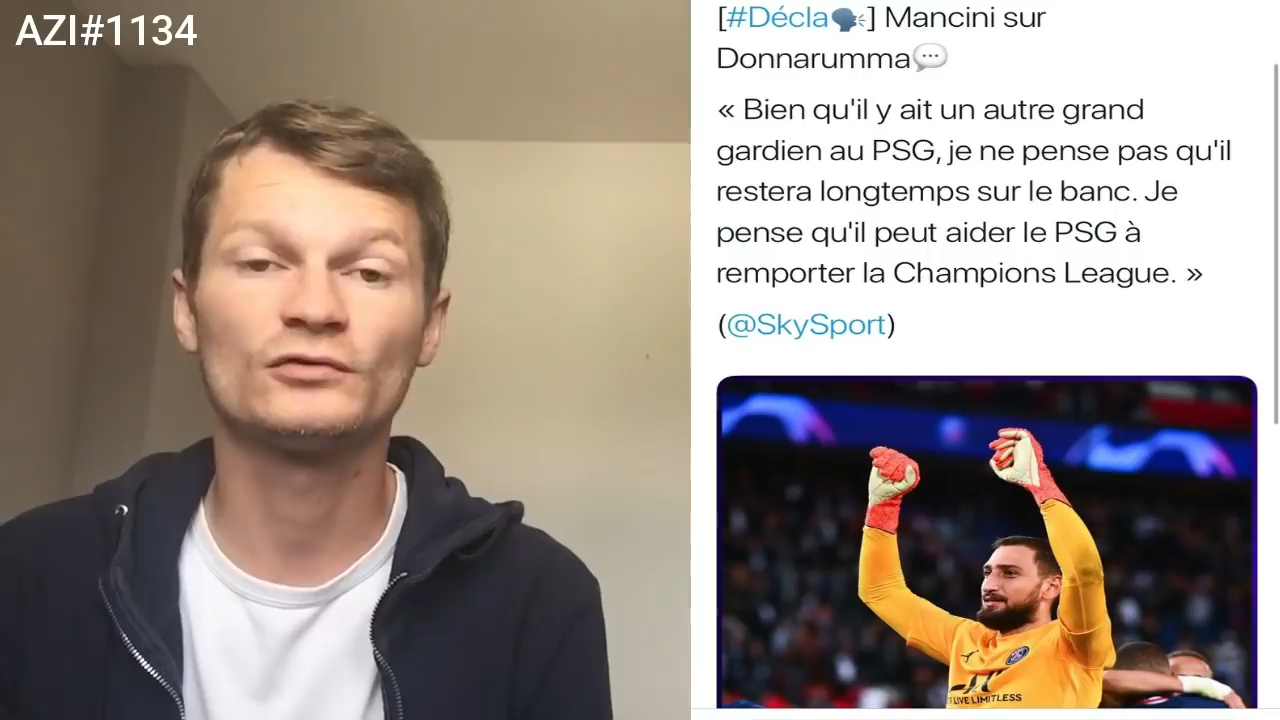 AZI#1134
[#Décla🗣️] Mancini sur
Donnarumma💬
« Bien qu'il y ait un autre grand
gardien au PSG, je ne pense pas qu'il
restera longtemps sur le banc. Je
pense qu'il peut aider le PSG à
remporter la Champions League. »
(@SkySport)
LIVE LIMITLESS